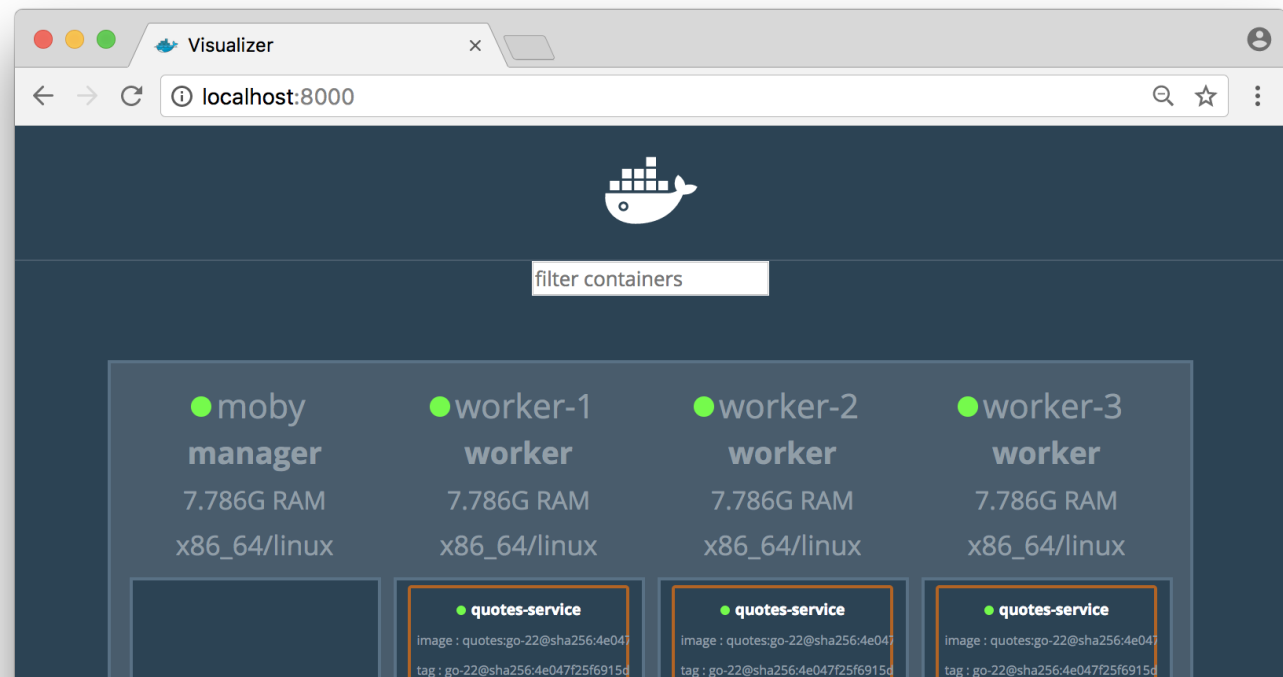 Visualizer
localhost:8000
filter containers
moby worker-1 worker-2 worker-3
manager worker worker worker
7.786G RAM 7.786G RAM 7.786G RAM 7.786G RAM
x86_64/linux x86_64/linux x86_64/linux x86_64/linux
quotes-service quotes-service quotes-service
image : quotes:go-22@sha256:4e047 image : quotes:go-22@sha256:4e047 image : quotes:go-22@sha256:4e047
tag : go-22@sha256:4e047f25f6915d tag : go-22@sha256:4e047f25f6915d tag : go-22@sha256:4e047f25f6915d